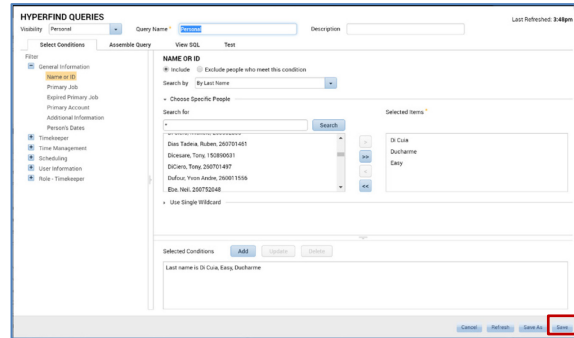 HYPERFIND QUERIES
Last Refreshed: 3:48pm
Visibility Personal Query Name * Personal Description
Select Conditions Assemble Query View SQL Test
Filter
General Information
Name or ID
Primary Job
Expired Primary Job
Primary Account
Additional Information
Person's Dates
Timekeeper
Time Management
Scheduling
User Information
Role - Timekeeper
NAME OR ID
Include Exclude people who meet this condition
Search by By Last Name
Choose Specific People
Search for
* Search
Dias Tadeia, Ruben, 260701461
Dicesare, Tony, 150890631
DiCiero, Tony, 260701497
Dufour, Yvon Andre, 260911556
Ebe, Neil, 260752048
> >> < <<
Selected Items *
Di Cuia
Ducharme
Easy
Use Single Wildcard
Selected Conditions Add Update Delete
Last name is Di Cuia, Easy, Ducharme
Cancel Refresh Save As Save